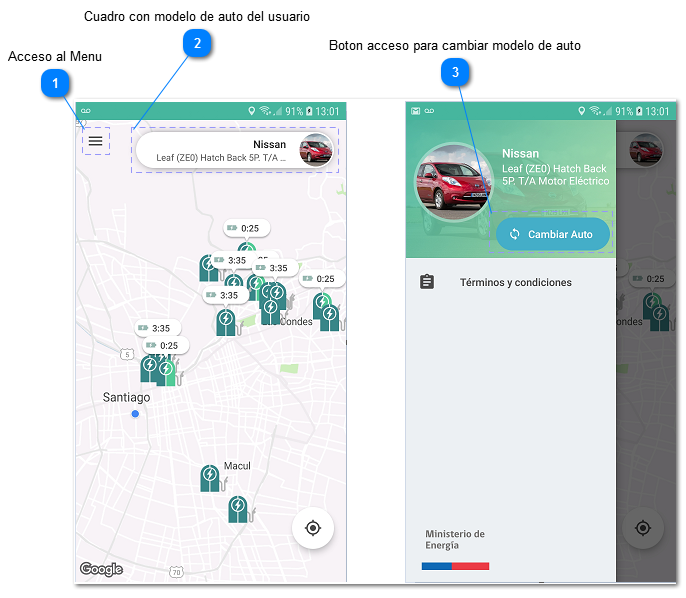 Cuadro con modelo de auto del usuario
2
Acceso al Menu
1
Boton acceso para cambiar modelo de auto
3
91% 13:01
Nissan
Leaf (ZE0) Hatch Back 5P. T/A ...
0:25
3:35
3:35
0:25
3:35
Condes
3:35
0:25
5
Santiago
Macul
70
Google
91% 13:01
Nissan
Leaf (ZE0) Hatch Back
5P. T/A Motor Eléctrico
Cambiar Auto
Términos y condiciones
0:25
ondes
Ministerio de
Energía